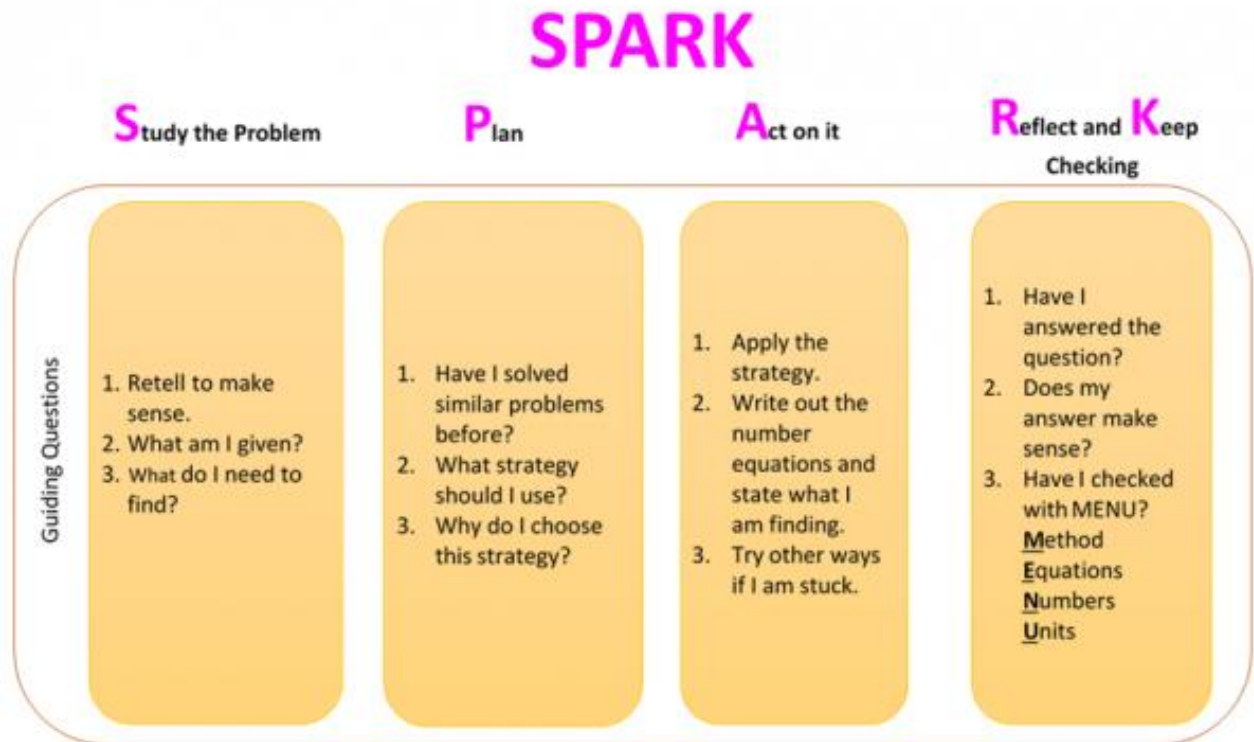 SPARK
Study the Problem
Plan
Act on it
Reflect and Keep
Checking
Guiding Questions
1. Retell to make
sense.
2. What am I given?
3. What do I need to
find?
1. Have I solved
similar problems
before?
2. What strategy
should I use?
3. Why do I choose
this strategy?
1. Apply the
strategy.
2. Write out the
number
equations and
state what I
am finding.
3. Try other ways
if I am stuck.
1. Have I
answered the
question?
2. Does my
answer make
sense?
3. Have I checked
with MENU?
Method
Equations
Numbers
Units